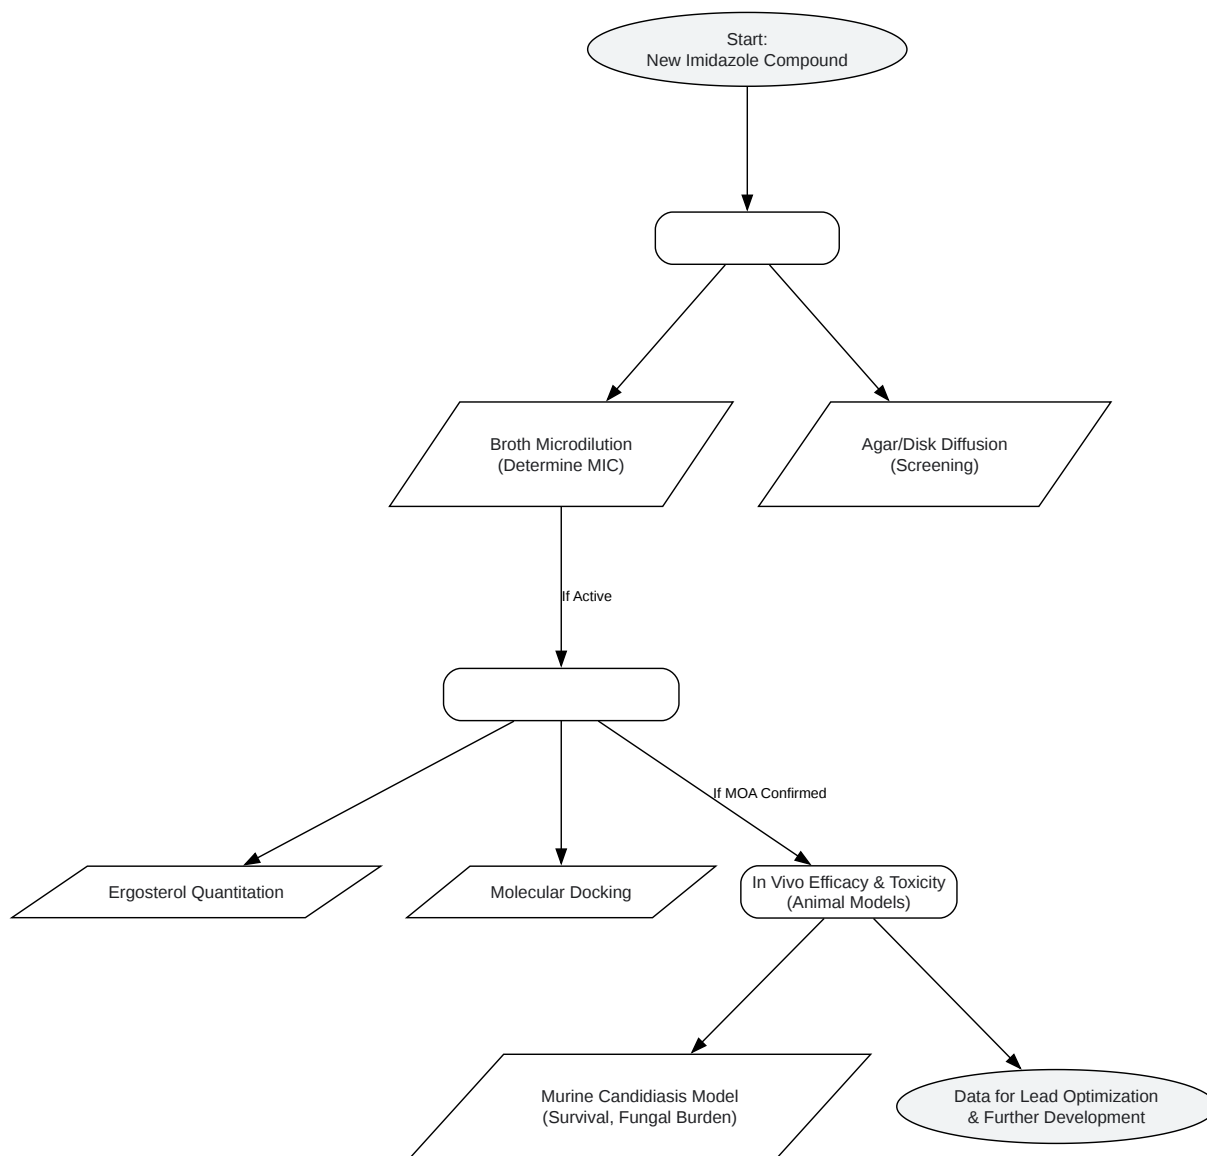 Start:
New Imidazole Compound
Broth Microdilution
(Determine MIC)
Agar/Disk Diffusion
(Screening)
If Active
If MOA Confirmed
Ergosterol Quantitation
Molecular Docking
In Vivo Efficacy & Toxicity
(Animal Models)
Murine Candidiasis Model
(Survival, Fungal Burden)
Data for Lead Optimization
& Further Development